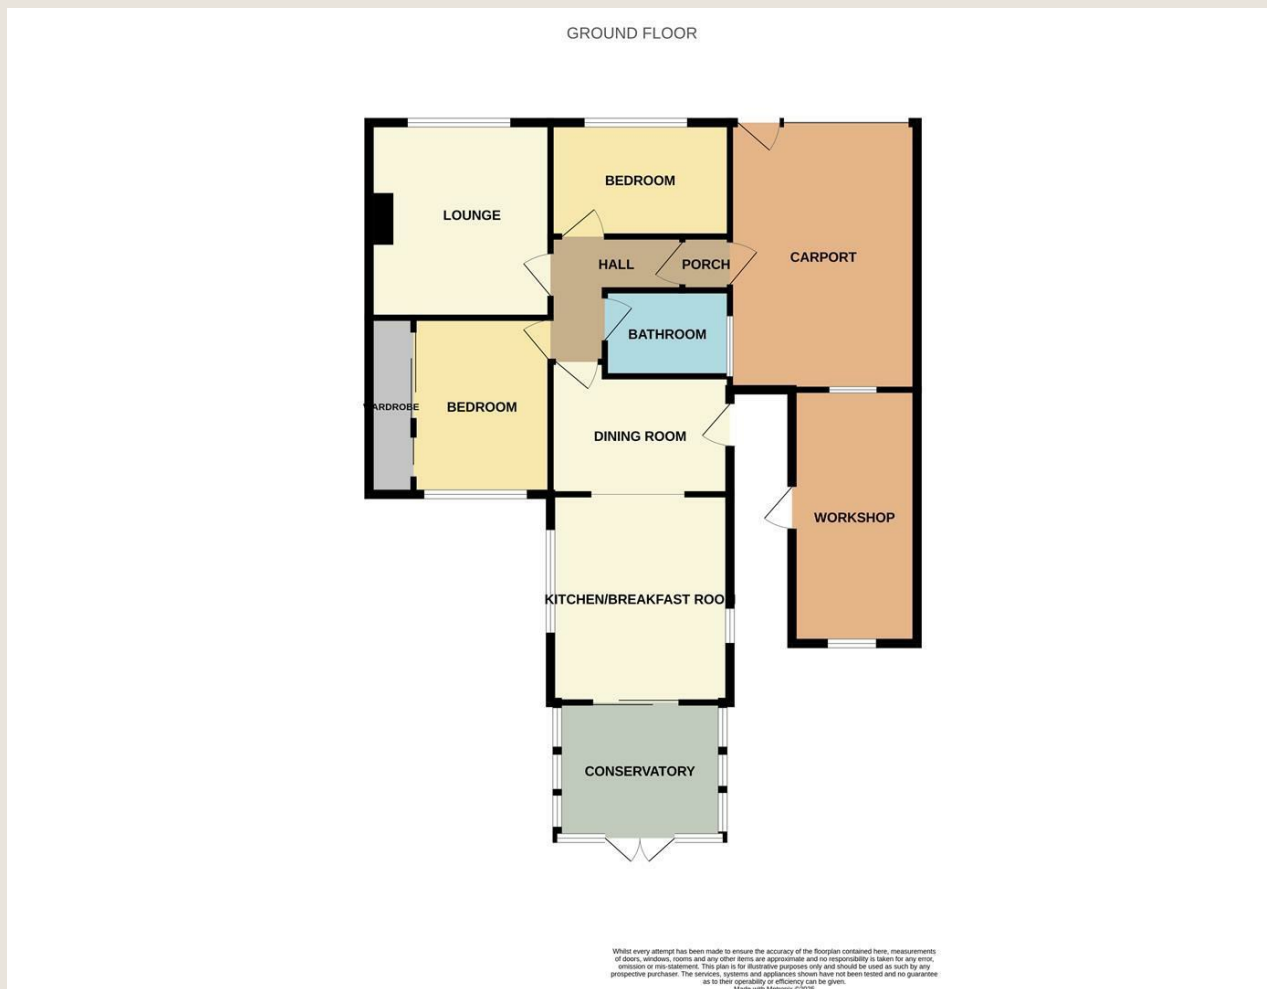 GROUND FLOOR
BEDROOM
LOUNGE
CARPORT
HALL
PORCH
BATHROOM
BEDROOM
DINING ROOM
WORKSHOP
KITCHEN/BREAKFAST ROO
CONSERVATORY
Whilst every attempt has been made to ensure the accuracy of the floorplan contained here, measurements
of doors, windows, rooms and any other items are approximate and no responsibility is taken for any error,
omission or mis-statement. This plan is for illustrative purposes only and should be used as such by any
prospective purchaser. The services, systems and appliances shown have not been tested and no guarantee
as to their operability or efficiency can be given.
Made with Metropix ©2025